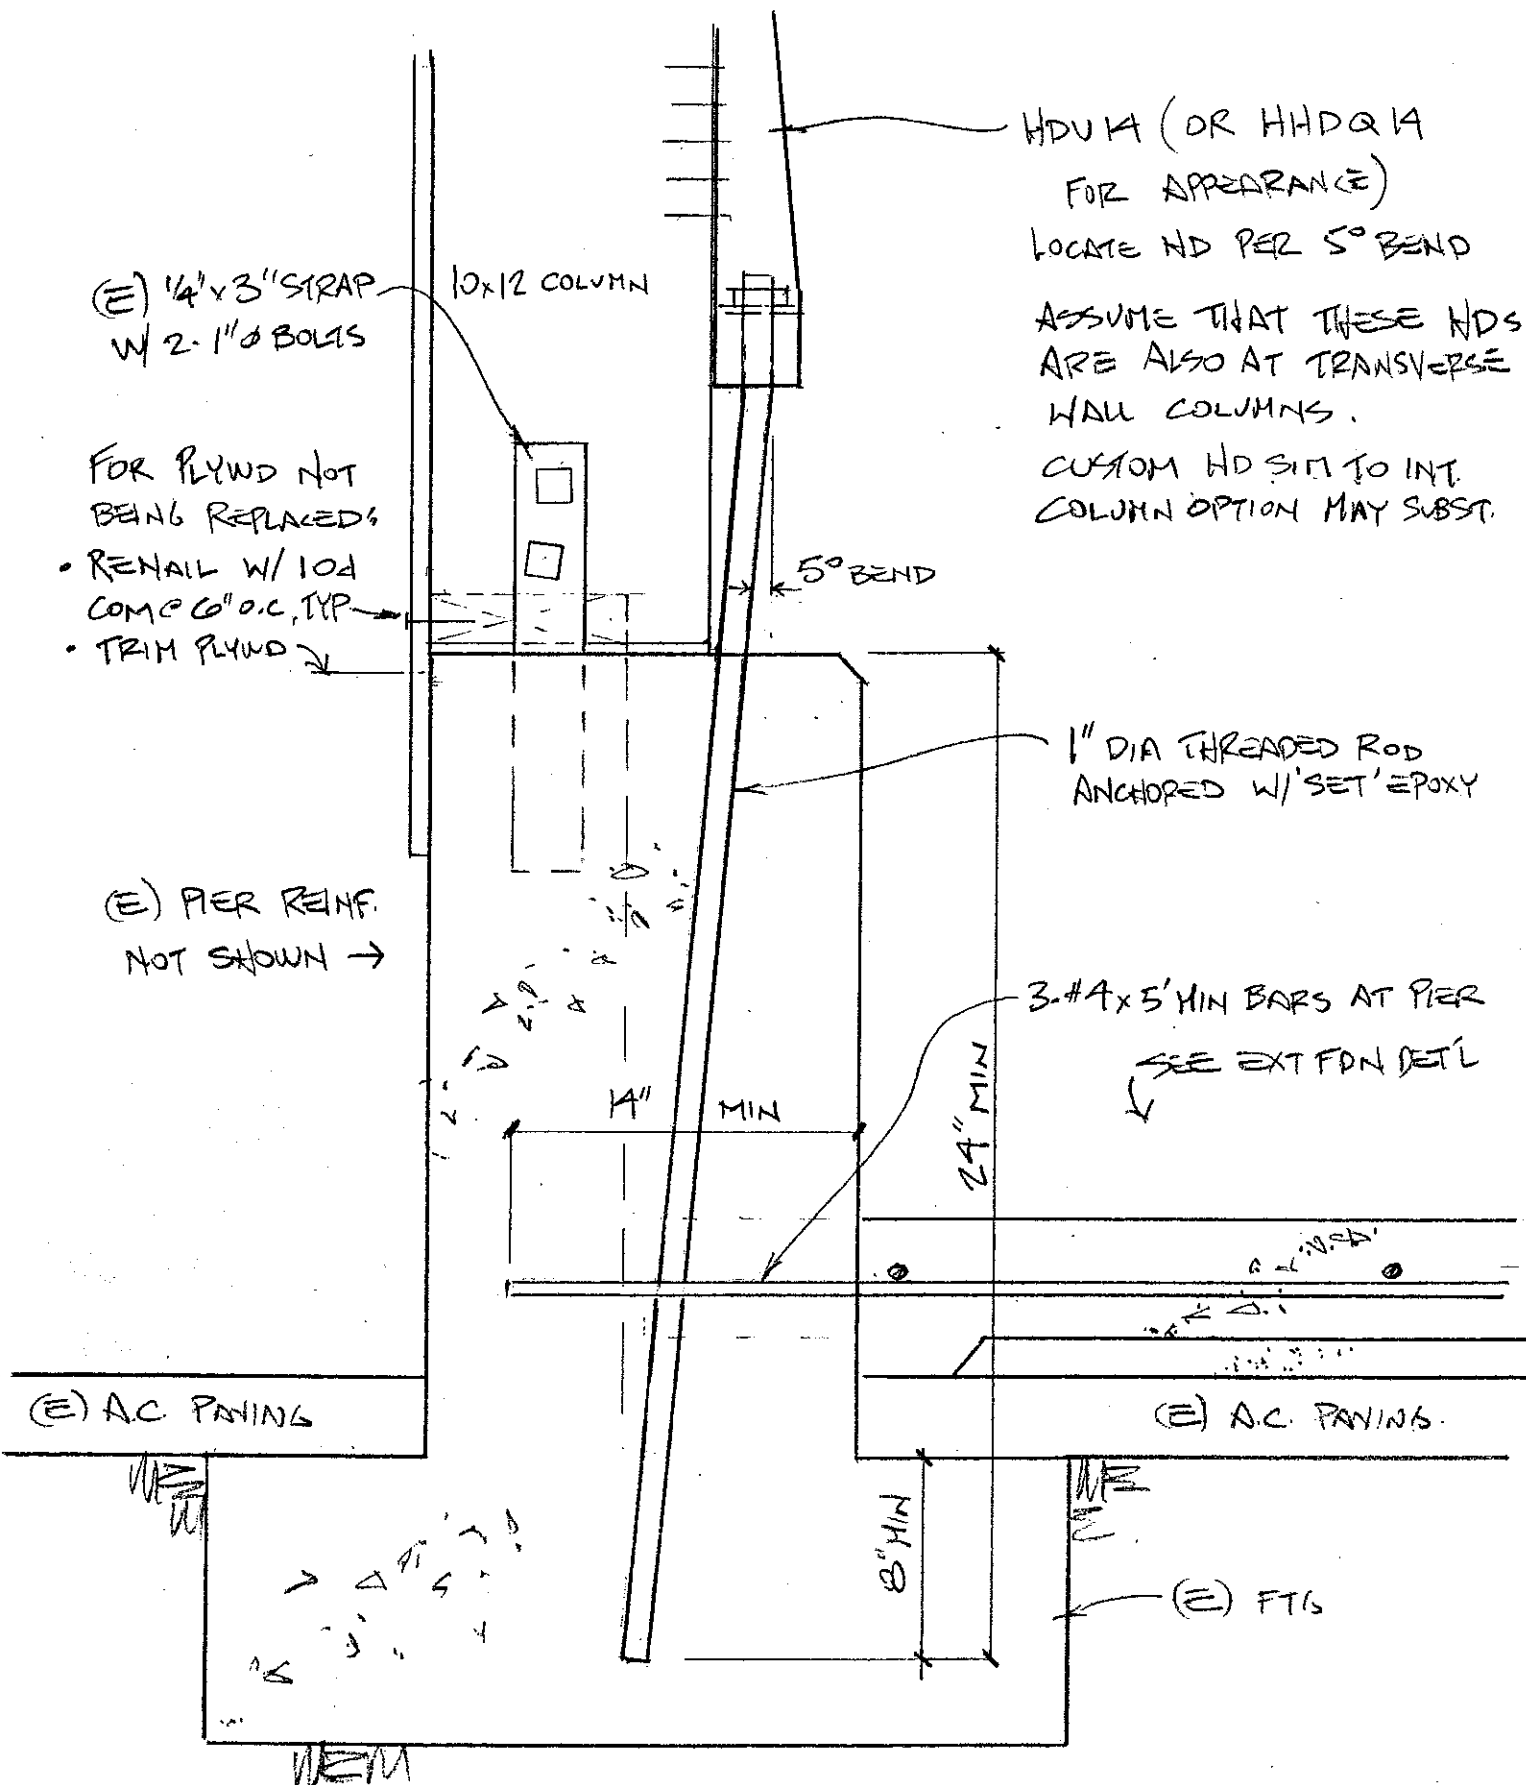 HDU14 (OR HHDQ14
FOR APPEARANCE)
LOCATE HD PER 5° BEND
ASSUME THAT THESE HDS
ARE ALSO AT TRANSVERSE
WALL COLUMNS.
CUSTOM HD SIM TO INT.
COLUMN OPTION MAY SUBST.
(E) 1/4"x3" STRAP
W/ 2-1"ø BOLTS
10x12 COLUMN
FOR PLYWD NOT
BEING REPLACED:
• RENAIL W/ 10d
COM @ 6" O.C, TYP
• TRIM PLYWD
5° BEND
1" DIA THREADED ROD
ANCHORED W/ 'SET' EPOXY
(E) PIER REINF.
NOT SHOWN →
3-#4x5' MIN BARS AT PIER
SEE EXT FDN DET'L
14" MIN
24" MIN
(E) A.C. PAVING
(E) A.C. PAVING.
8" MIN
(E) FTG